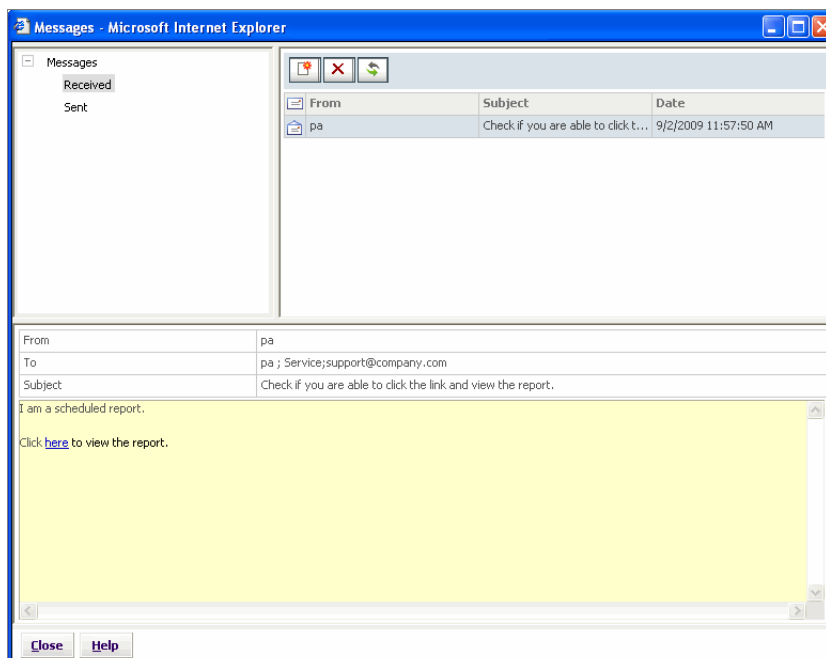 Messages - Microsoft Internet Explorer
Messages
Received
Sent
From Subject Date
pa Check if you are able to click t... 9/2/2009 11:57:50 AM
From pa
To pa ; Service;support@company.com
Subject Check if you are able to click the link and view the report.
I am a scheduled report.
Click here to view the report.
Close Help